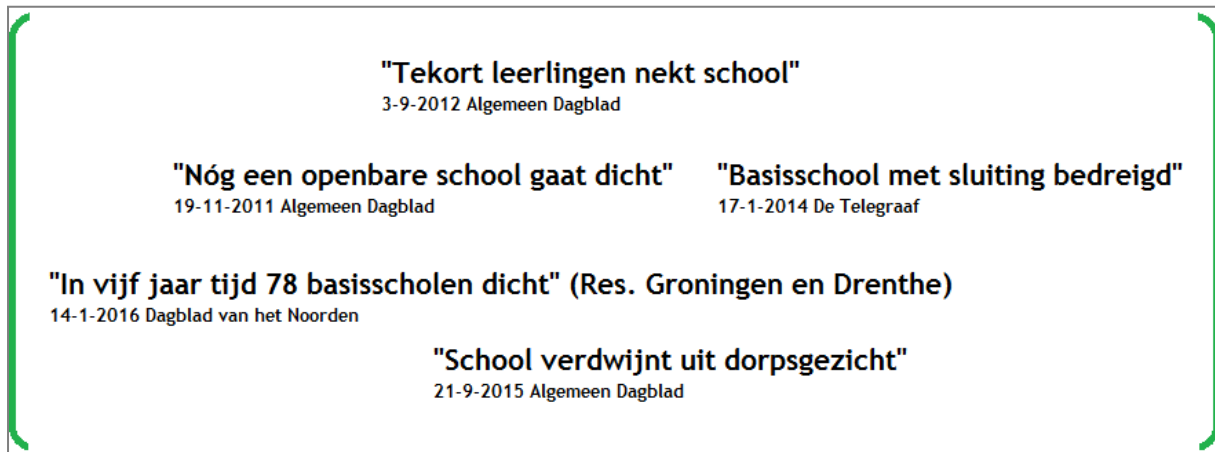 "Tekort leerlingen nekt school"
3-9-2012 Algemeen Dagblad
"Nóg een openbare school gaat dicht"
19-11-2011 Algemeen Dagblad
"Basisschool met sluiting bedreigd"
17-1-2014 De Telegraaf
"In vijf jaar tijd 78 basisscholen dicht" (Res. Groningen en Drenthe)
14-1-2016 Dagblad van het Noorden
"School verdwijnt uit dorpsgezicht"
21-9-2015 Algemeen Dagblad